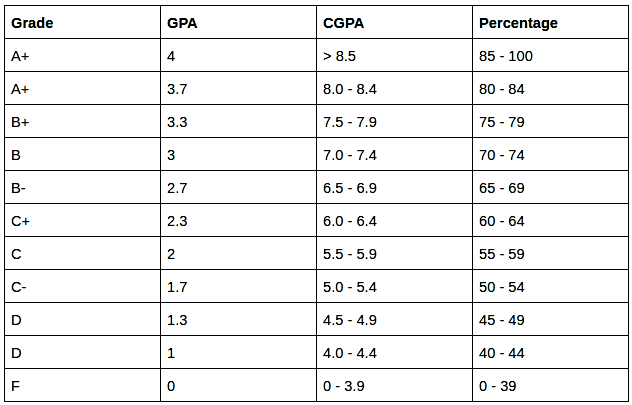 Grade GPA CGPA Percentage
A+ 4 > 8.5 85 - 100
A+ 3.7 8.0 - 8.4 80 - 84
B+ 3.3 7.5 - 7.9 75 - 79
B 3 7.0 - 7.4 70 - 74
B- 2.7 6.5 - 6.9 65 - 69
C+ 2.3 6.0 - 6.4 60 - 64
C 2 5.5 - 5.9 55 - 59
C- 1.7 5.0 - 5.4 50 - 54
D 1.3 4.5 - 4.9 45 - 49
D 1 4.0 - 4.4 40 - 44
F 0 0 - 3.9 0 - 39